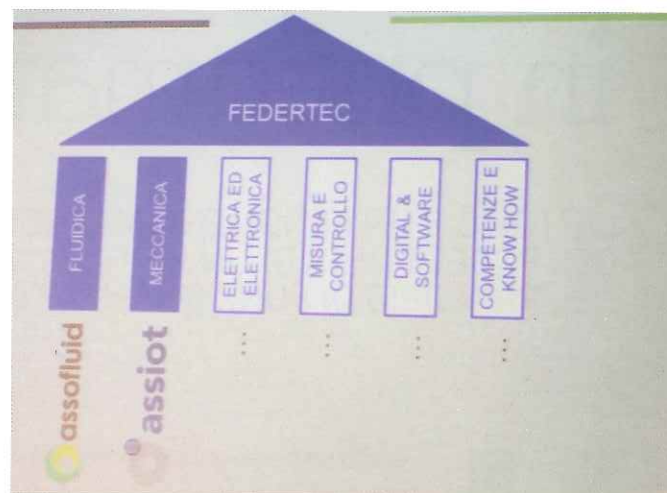 FEDERTEC
FLUIDICA
MECCANICA
ELETTRICA ED
ELETTRONICA
MISURA E
CONTROLLO
DIGITAL &
SOFTWARE
COMPETENZE E
KNOW HOW
assofluid
assiot
...
...
...
...